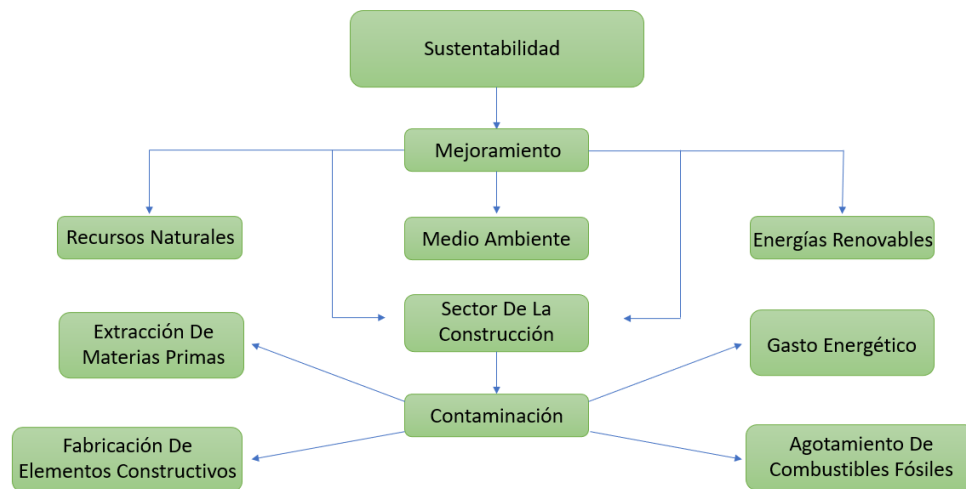 Sustentabilidad
Mejoramiento
Recursos Naturales
Medio Ambiente
Energías Renovables
Sector De La
Construcción
Extracción De
Materias Primas
Gasto Energético
Contaminación
Fabricación De
Elementos Constructivos
Agotamiento De
Combustibles Fósiles